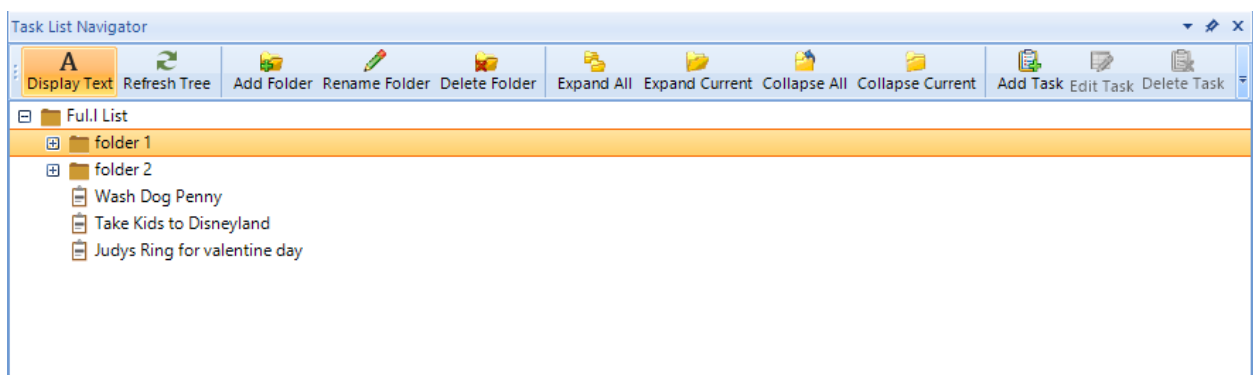 Task List Navigator
A
Display Text Refresh Tree Add Folder Rename Folder Delete Folder Expand All Expand Current Collapse All Collapse Current Add Task Edit Task Delete Task
Ful.l List
folder 1
folder 2
Wash Dog Penny
Take Kids to Disneyland
Judys Ring for valentine day